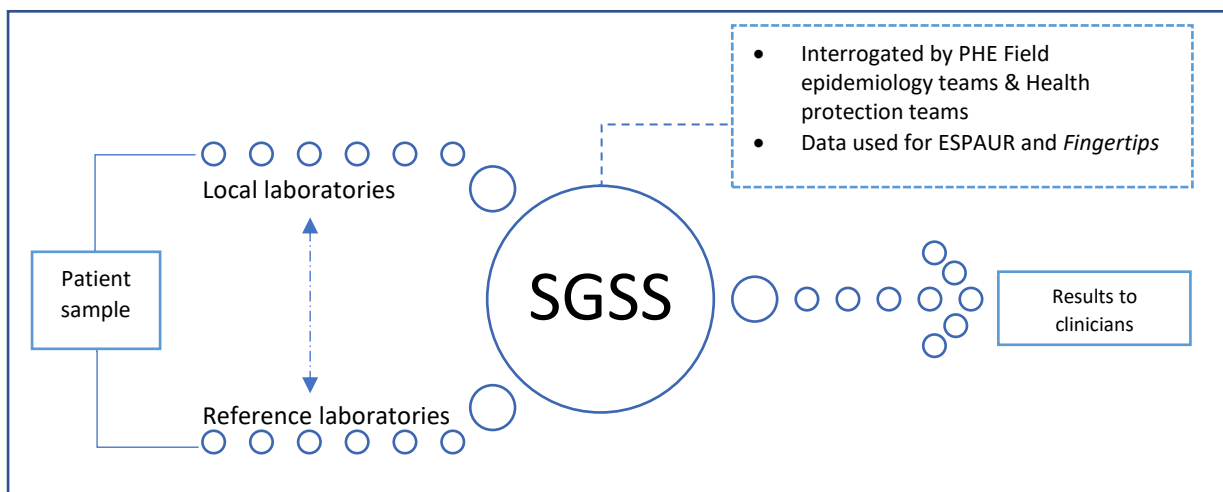 • Interrogated by PHE Field
epidemiology teams & Health
protection teams
• Data used for ESPAUR and Fingertips
Local laboratories
Patient
sample
SGSS
Results to
clinicians
Reference laboratories